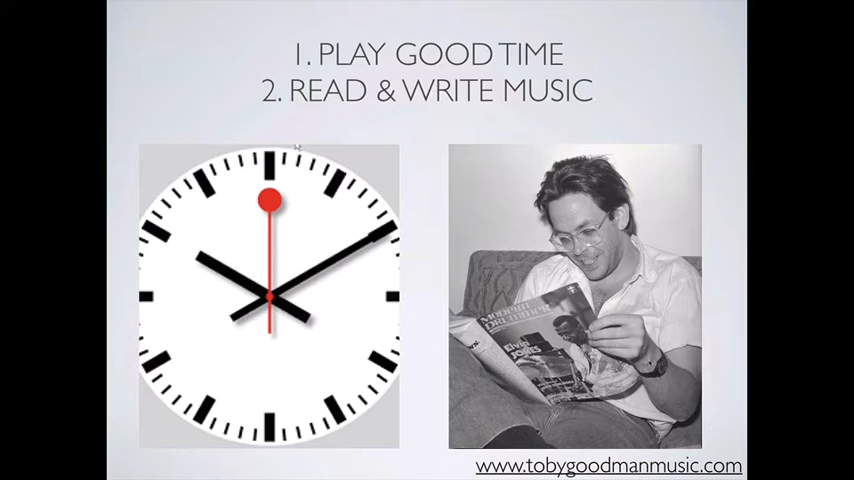 1. PLAY GOOD TIME
2. READ & WRITE MUSIC
MODERN
DRUMMER
Elvin
JONES
www.tobygoodmanmusic.com